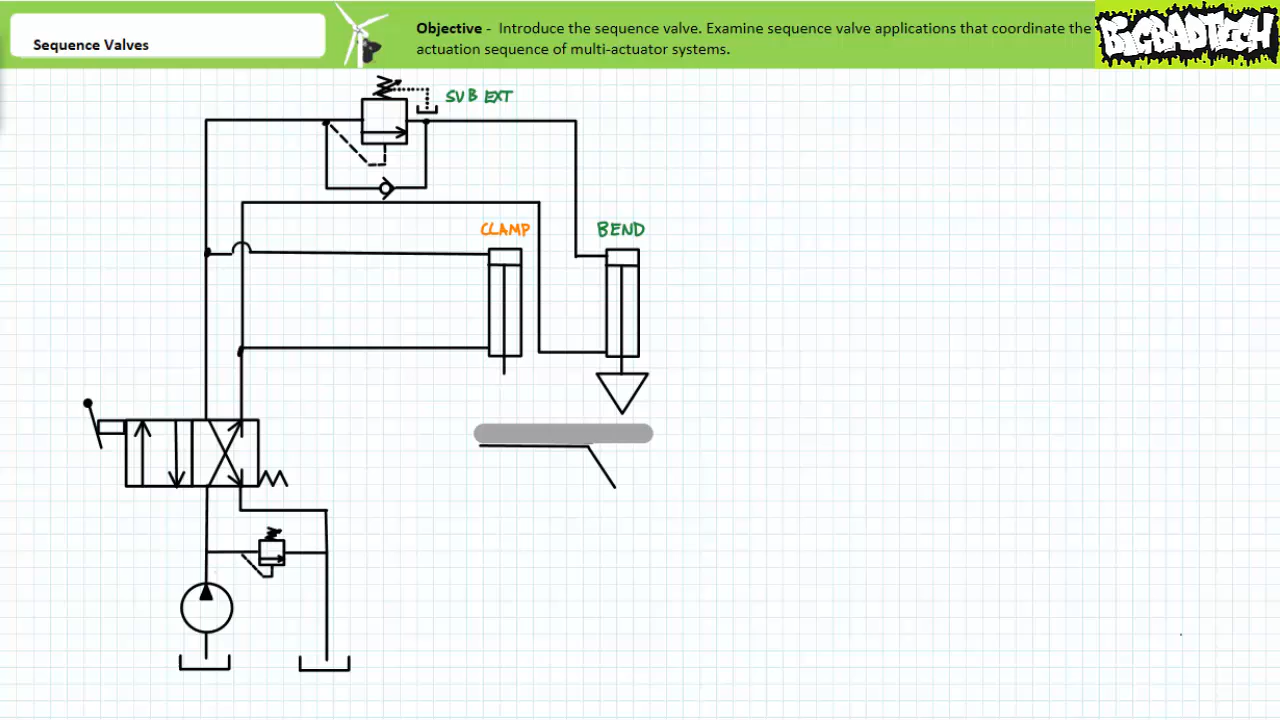 Sequence Valves
Objective - Introduce the sequence valve. Examine sequence valve applications that coordinate the
actuation sequence of multi-actuator systems.
BIGBADTECH
SUB EXT
CLAMP
BEND